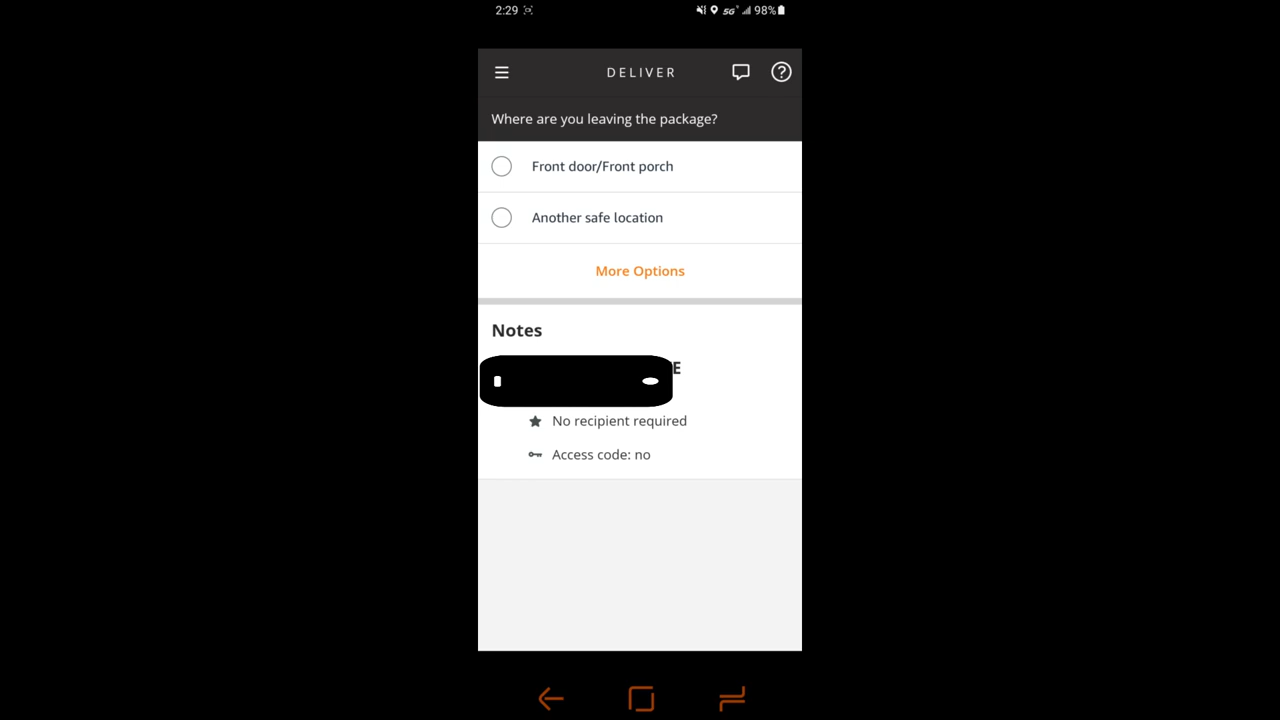 2:29 5G 98%
DELIVER
Where are you leaving the package?
Front door/Front porch
Another safe location
More Options
Notes
E
No recipient required
Access code: no